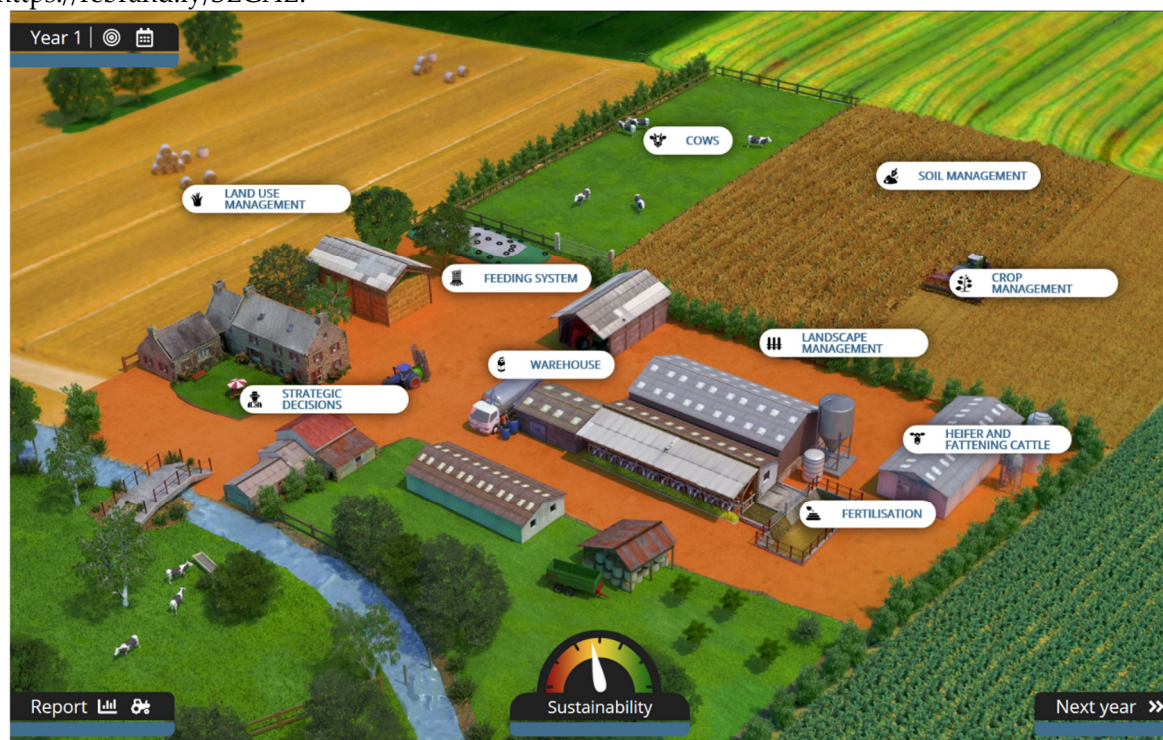 Year 1
COWS
SOIL MANAGEMENT
LAND USE
MANAGEMENT
FEEDING SYSTEM
CROP
MANAGEMENT
LANDSCAPE
MANAGEMENT
WAREHOUSE
STRATEGIC
DECISIONS
HEIFER AND
FATTENING CATTLE
FERTILISATION
Report
Sustainability
Next year